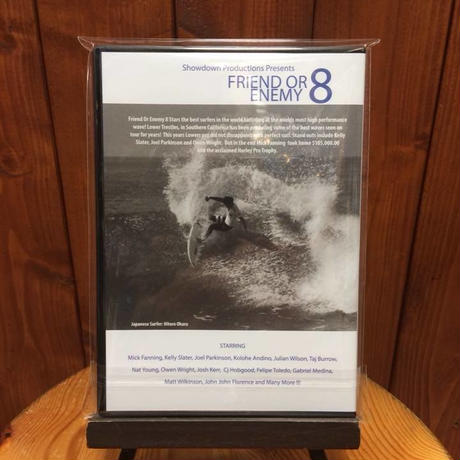 Showdown Productions Presents
FRIEND OR
ENEMY 8
Friend Or Enemy 8 Stars the best surfers in the world battling at the worlds most high performance
wave! Lower Trestles, in Southern California has been producing some of the best waves seen on
tour for years! This years Lowers pro did not disappoint with perfect surf. Stand outs include Kelly
Slater, Joel Parkinson and Owen Wright. But in the end Mick Fanning took home $105,000.00
and the acclaimed Hurley Pro Trophy.
Japanese Surfer: Hitoro Ohara
STARRING
Mick Fanning, Kelly Slater, Joel Parkinson, Kolohe Andino, Julian Wilson, Taj Burrow,
Nat Young, Owen Wright, Josh Kerr, Cj Hobgood, Felipe Toledo, Gabriel Medina,
Matt Wilkinson, John John Florence and Many More !!!